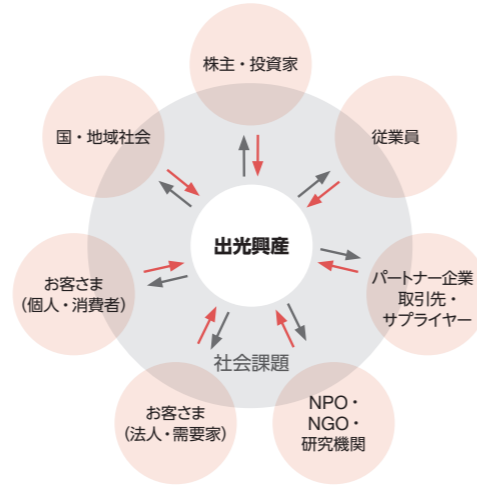 株主・投資家
国・地域社会
従業員
出光興産
お客さま
（個人・消費者）
パートナー企業
取引先・
サプライヤー
社会課題
お客さま
（法人・需要家）
NPO・
NGO・
研究機関